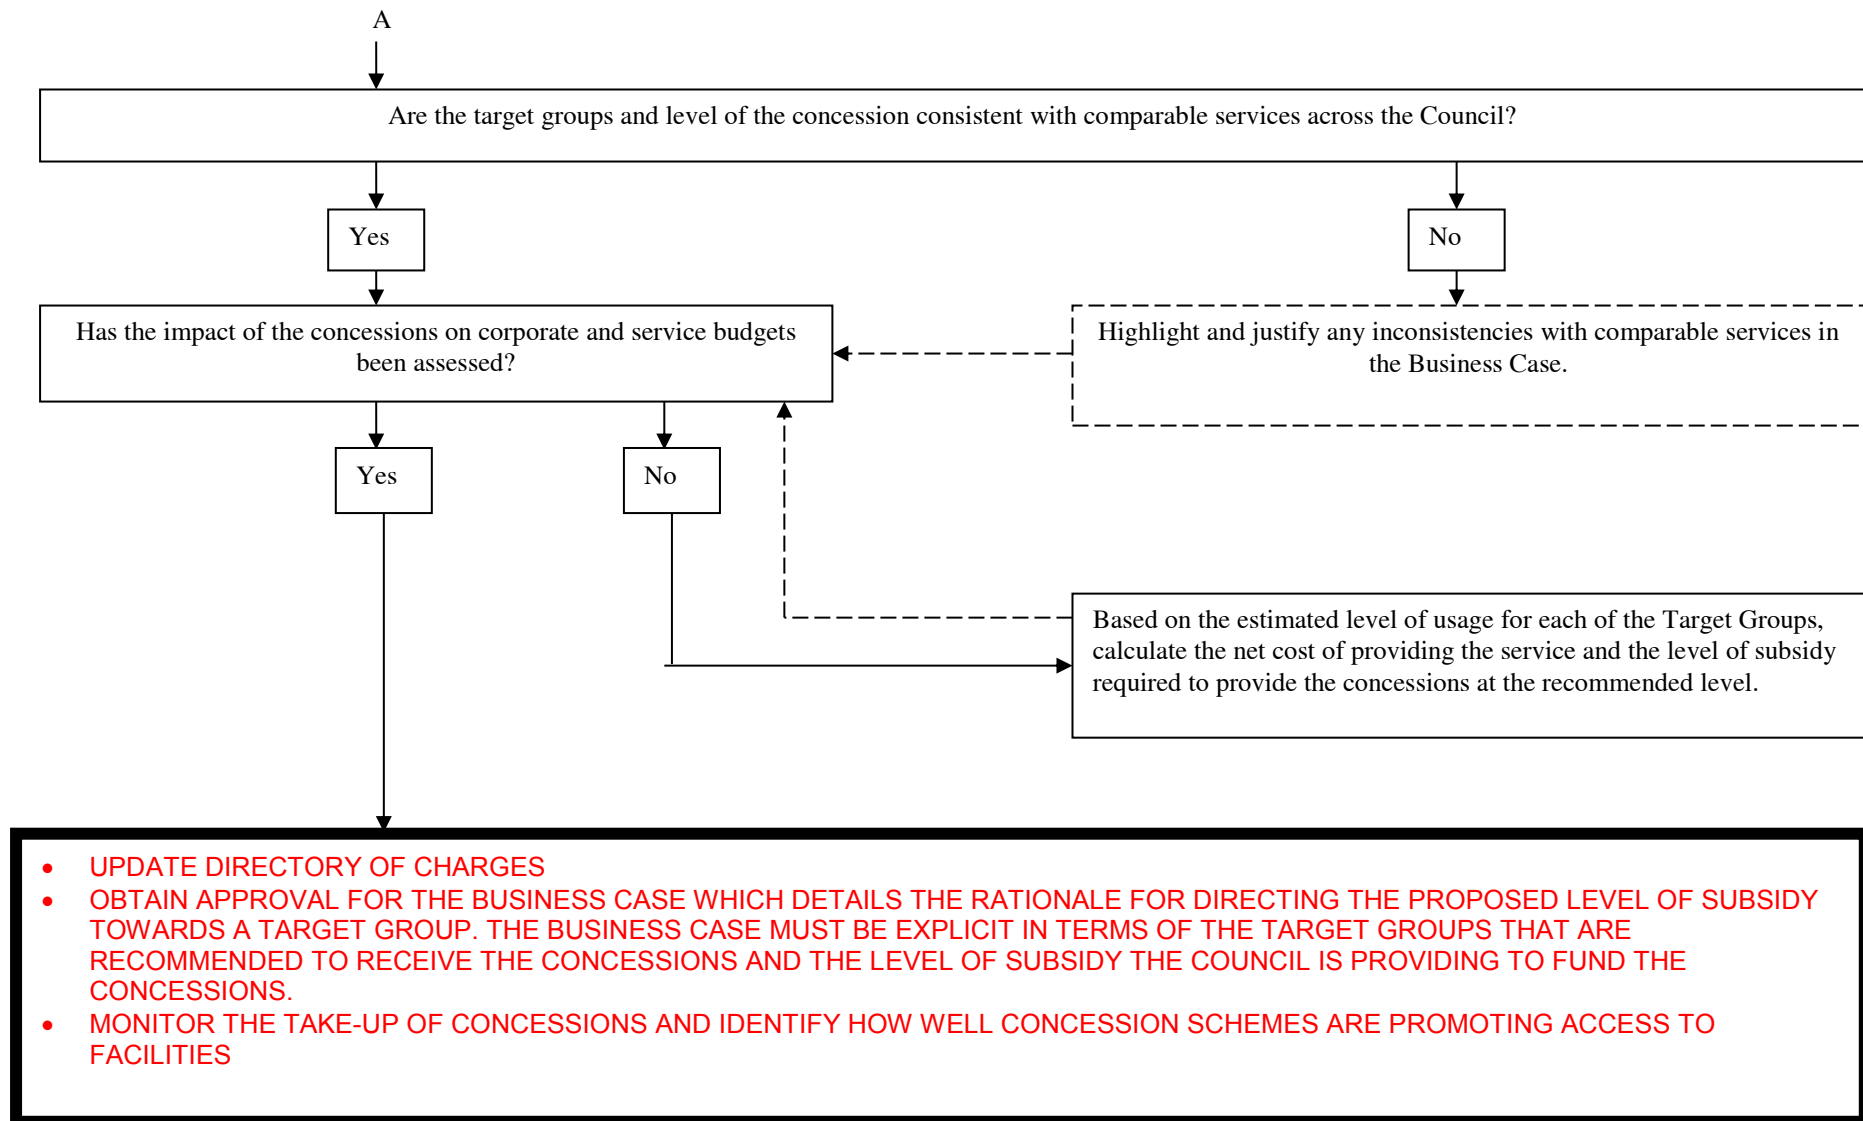 A
Are the target groups and level of the concession consistent with comparable services across the Council?
Yes
No
Has the impact of the concessions on corporate and service budgets
been assessed?
Highlight and justify any inconsistencies with comparable services in
the Business Case.
Yes
No
Based on the estimated level of usage for each of the Target Groups,
calculate the net cost of providing the service and the level of subsidy
required to provide the concessions at the recommended level.
• UPDATE DIRECTORY OF CHARGES
• OBTAIN APPROVAL FOR THE BUSINESS CASE WHICH DETAILS THE RATIONALE FOR DIRECTING THE PROPOSED LEVEL OF SUBSIDY
TOWARDS A TARGET GROUP. THE BUSINESS CASE MUST BE EXPLICIT IN TERMS OF THE TARGET GROUPS THAT ARE
RECOMMENDED TO RECEIVE THE CONCESSIONS AND THE LEVEL OF SUBSIDY THE COUNCIL IS PROVIDING TO FUND THE
CONCESSIONS.
• MONITOR THE TAKE-UP OF CONCESSIONS AND IDENTIFY HOW WELL CONCESSION SCHEMES ARE PROMOTING ACCESS TO
FACILITIES